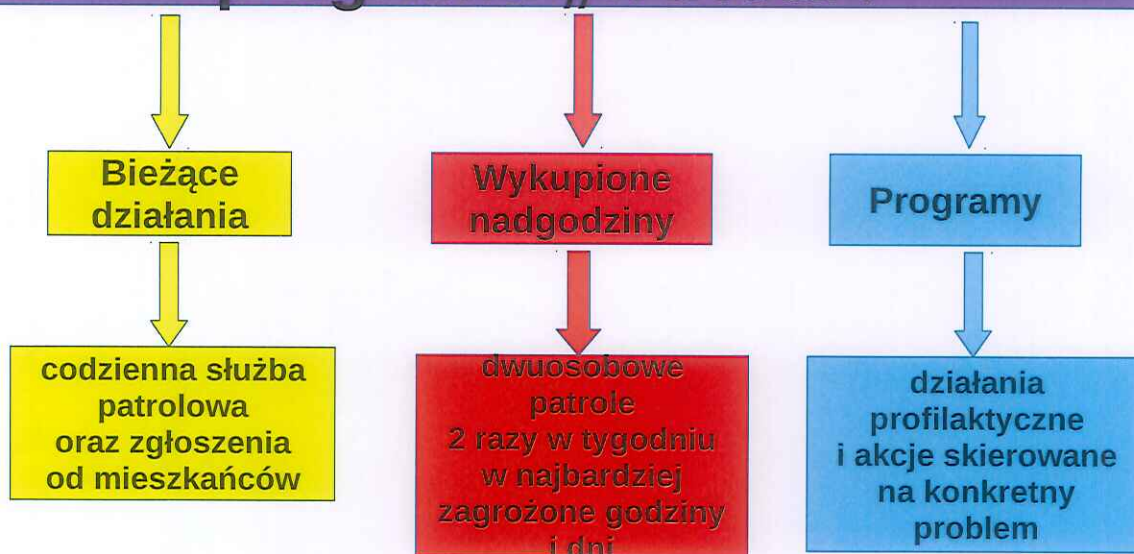 Bieżące
działania
Wykupione
nadgodziny
Programy
codzienna służba
patrolowa
oraz zgłoszenia
od mieszkańców
dwuosobowe
patrole
2 razy w tygodniu
w najbardziej
zagrożone godziny
i dni
działania
profilaktyczne
i akcje skierowane
na konkretny
problem